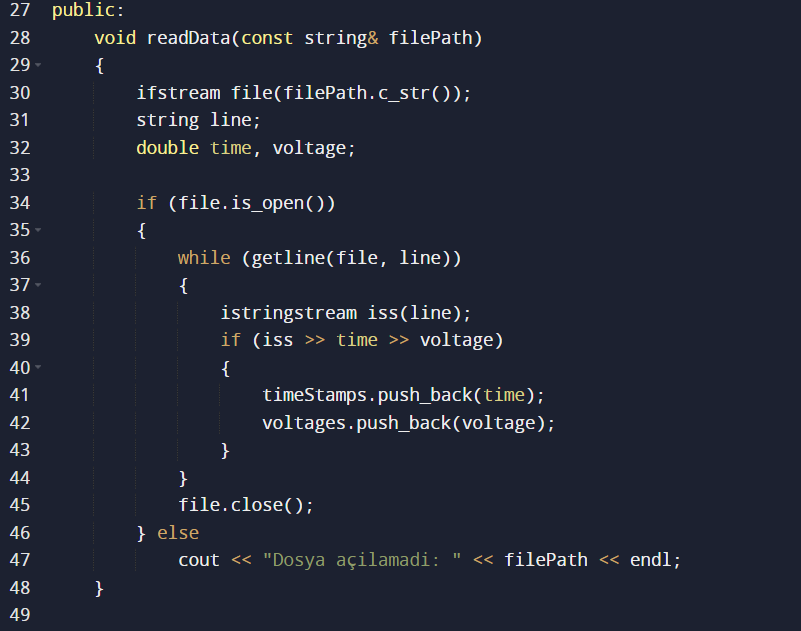 27 public:
28     void readData(const string& filePath)
29     {
30         ifstream file(filePath.c_str());
31         string line;
32         double time, voltage;
33
34         if (file.is_open())
35         {
36             while (getline(file, line))
37             {
38                 istringstream iss(line);
39                 if (iss >> time >> voltage)
40                 {
41                     timeStamps.push_back(time);
42                     voltages.push_back(voltage);
43                 }
44             }
45             file.close();
46         } else
47             cout << "Dosya açilamadi: " << filePath << endl;
48     }
49